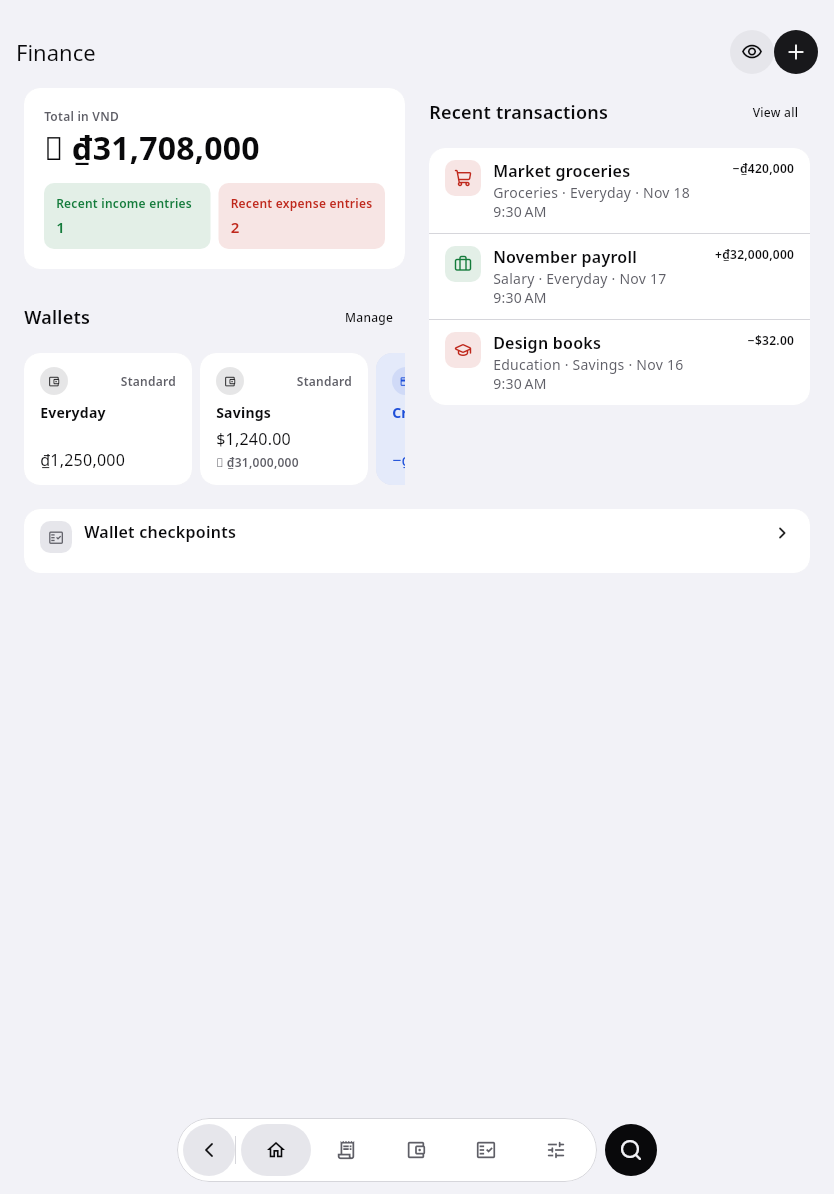 Finance
Total in VND
₫31,708,000
Recent income entries
1
Recent expense entries
2
Wallets
Manage
Standard
Everyday
₫1,250,000
Standard
Savings
$1,240.00
₫31,000,000
Recent transactions
View all
Market groceries
−₫420,000
Groceries · Everyday · Nov 18
9:30 AM
November payroll
+₫32,000,000
Salary · Everyday · Nov 17
9:30 AM
Design books
−$32.00
Education · Savings · Nov 16
9:30 AM
Wallet checkpoints